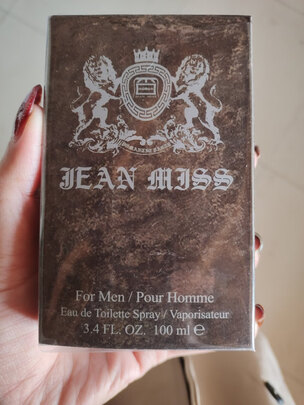 JEAN MISS
For Men / Pour Homme
Eau de Toilette Spray / Vaporisateur
3.4 FL. OZ. 100 ml ℮